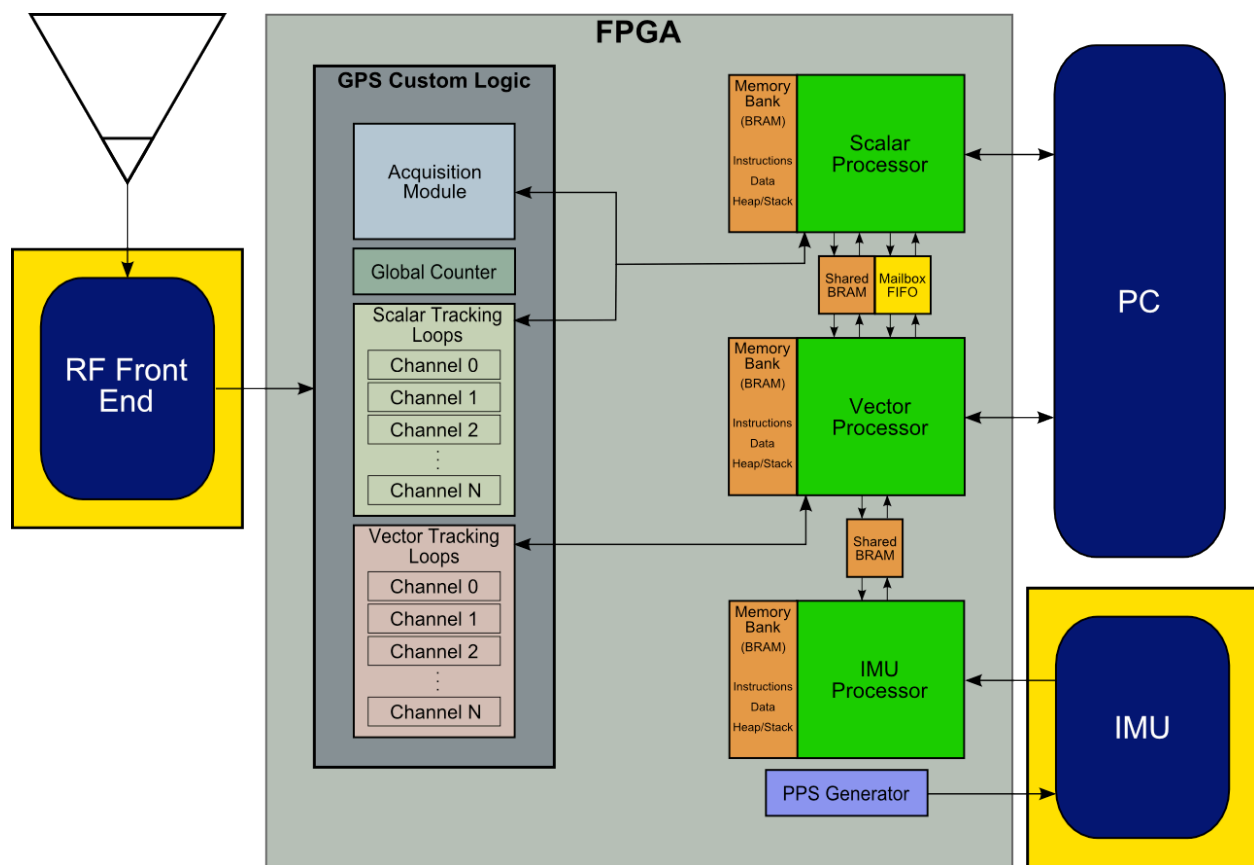 FPGA
GPS Custom Logic
Acquisition
Module
Global Counter
Scalar Tracking
Loops
Channel 0
Channel 1
Channel 2
⋮
Channel N
Vector Tracking
Loops
Channel 0
Channel 1
Channel 2
⋮
Channel N
RF Front
End
Memory
Bank
(BRAM)
Instructions
Data
Heap/Stack
Scalar
Processor
Shared
BRAM
Mailbox
FIFO
Memory
Bank
(BRAM)
Instructions
Data
Heap/Stack
Vector
Processor
Shared
BRAM
Memory
Bank
(BRAM)
Instructions
Data
Heap/Stack
IMU
Processor
PPS Generator
PC
IMU